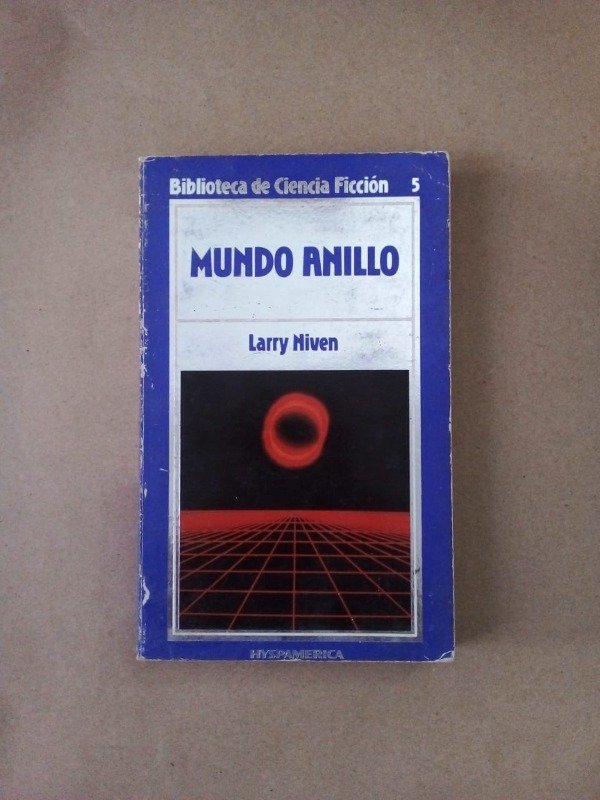 Biblioteca de Ciencia Ficción 5
MUNDO ANILLO
Larry Niven
HYSPAMERICA